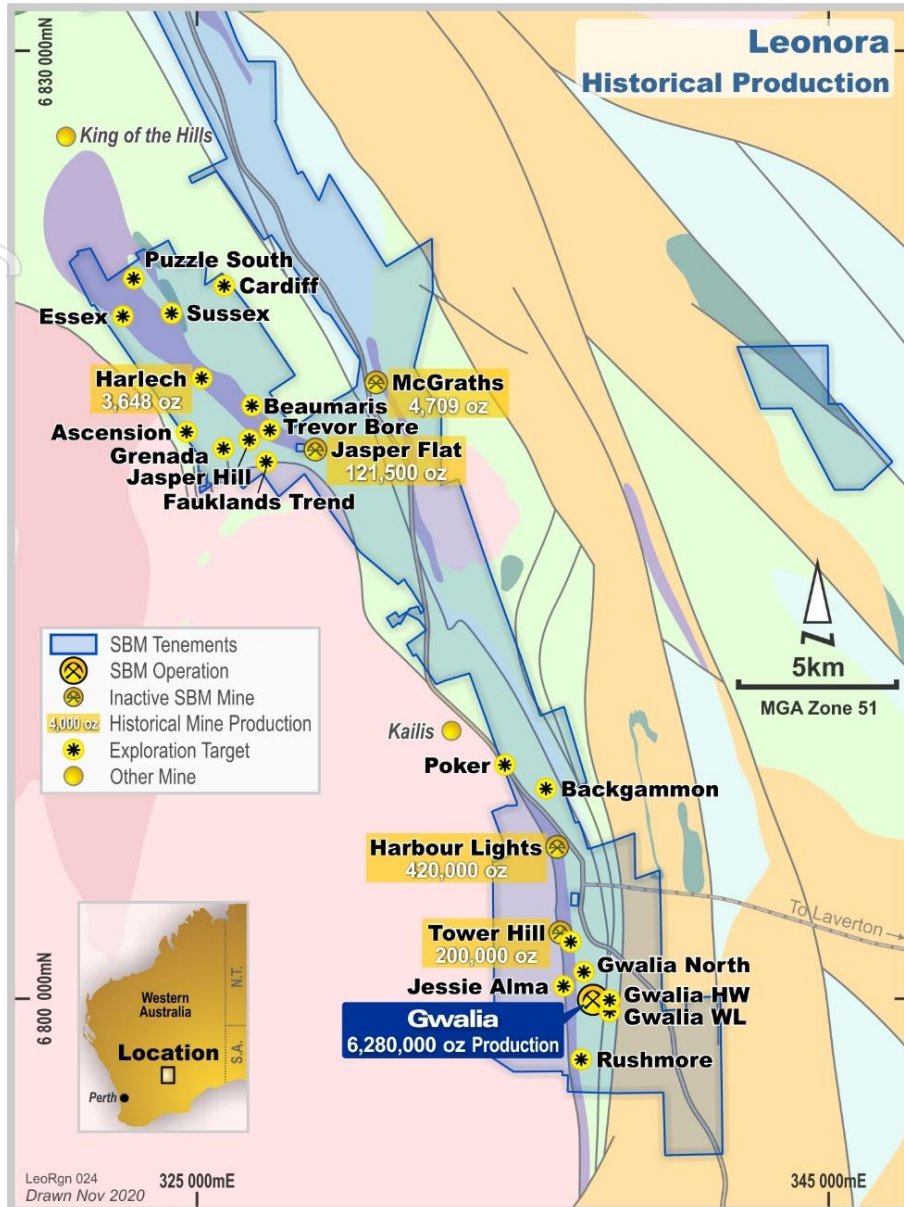 Leonora
Historical Production
6 830 000mN
King of the Hills
Puzzle South
Cardiff
Essex
Sussex
Harlech
3,648 oz
McGraths
4,709 oz
Beaumaris
Ascension
Trevor Bore
Grenada
Jasper Flat
121,500 oz
Jasper Hill
Fauklands Trend
SBM Tenements
SBM Operation
Inactive SBM Mine
4,000 oz Historical Mine Production
Exploration Target
Other Mine
N
5km
MGA Zone 51
Kailis
Poker
Backgammon
Harbour Lights
420,000 oz
To Laverton
Tower Hill
200,000 oz
Gwalia North
Jessie Alma
Gwalia HW
Gwalia WL
Gwalia
6,280,000 oz Production
Rushmore
6 800 000mN
Western
Australia
N.T.
S.A.
Location
Perth
LeoRgn 024
Drawn Nov 2020
325 000mE
345 000mE